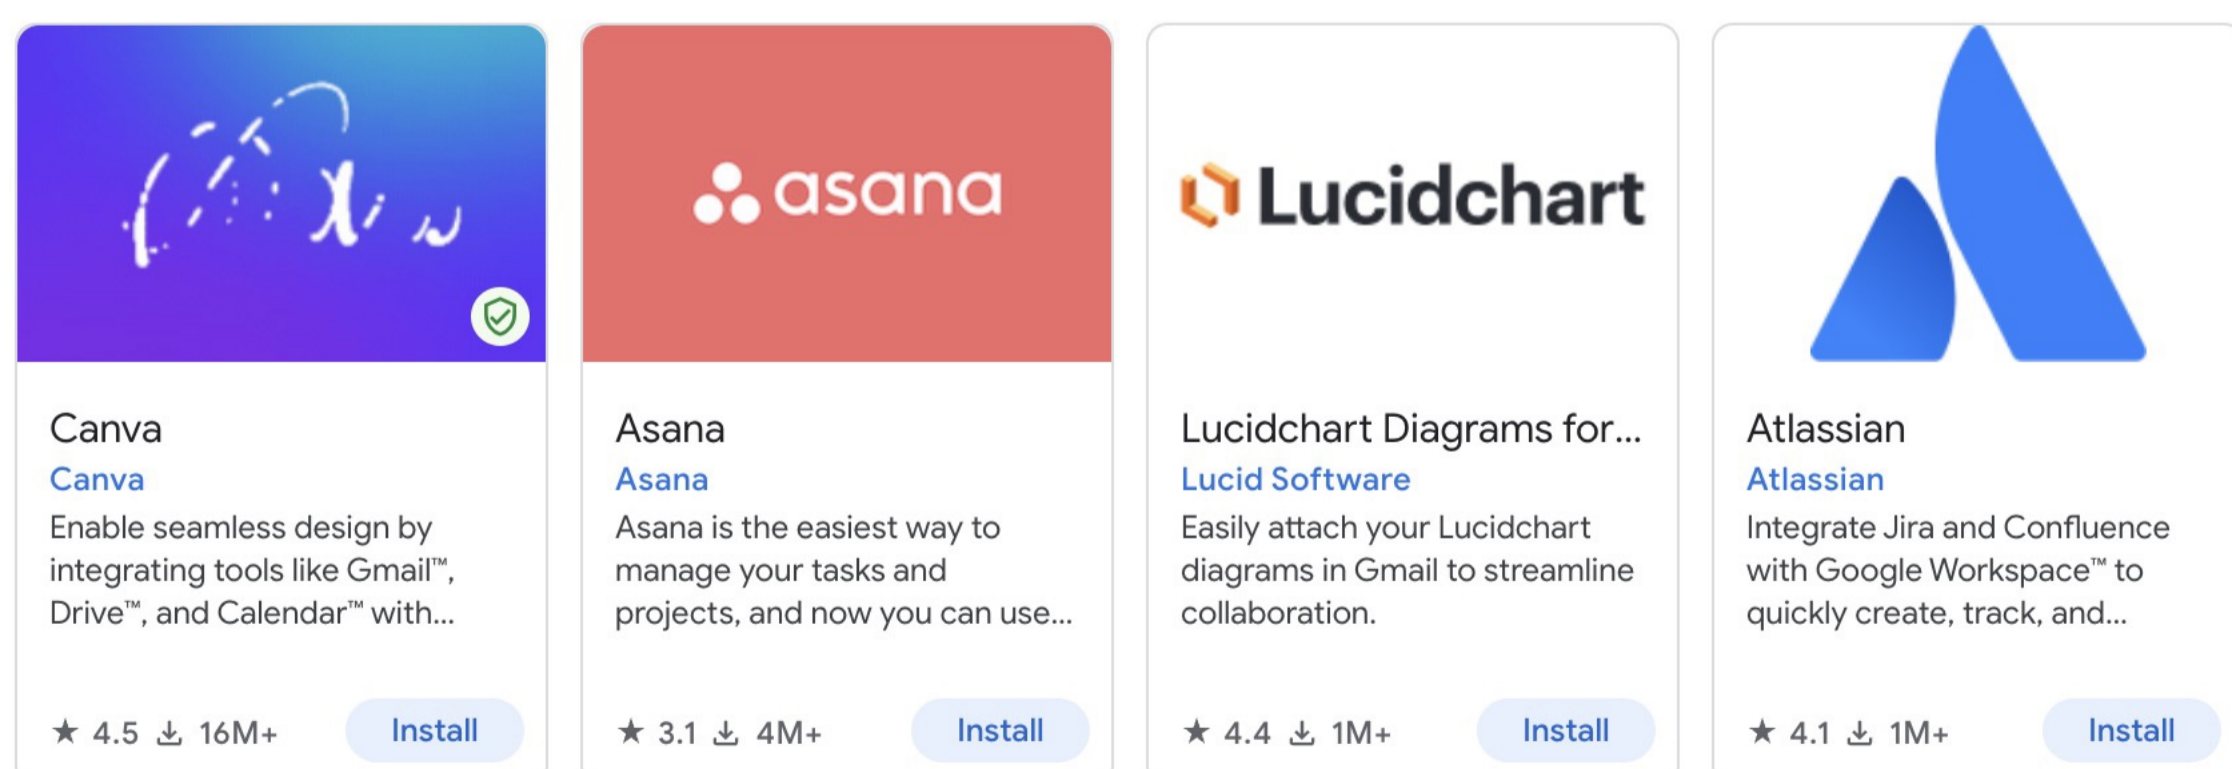 asana
Lucidchart
Canva
Canva
Enable seamless design by
integrating tools like Gmail™,
Drive™, and Calendar™ with...
4.5 16M+ Install
Asana
Asana
Asana is the easiest way to
manage your tasks and
projects, and now you can use...
3.1 4M+ Install
Lucidchart Diagrams for...
Lucid Software
Easily attach your Lucidchart
diagrams in Gmail to streamline
collaboration.
4.4 1M+ Install
Atlassian
Atlassian
Integrate Jira and Confluence
with Google Workspace™ to
quickly create, track, and...
4.1 1M+ Install